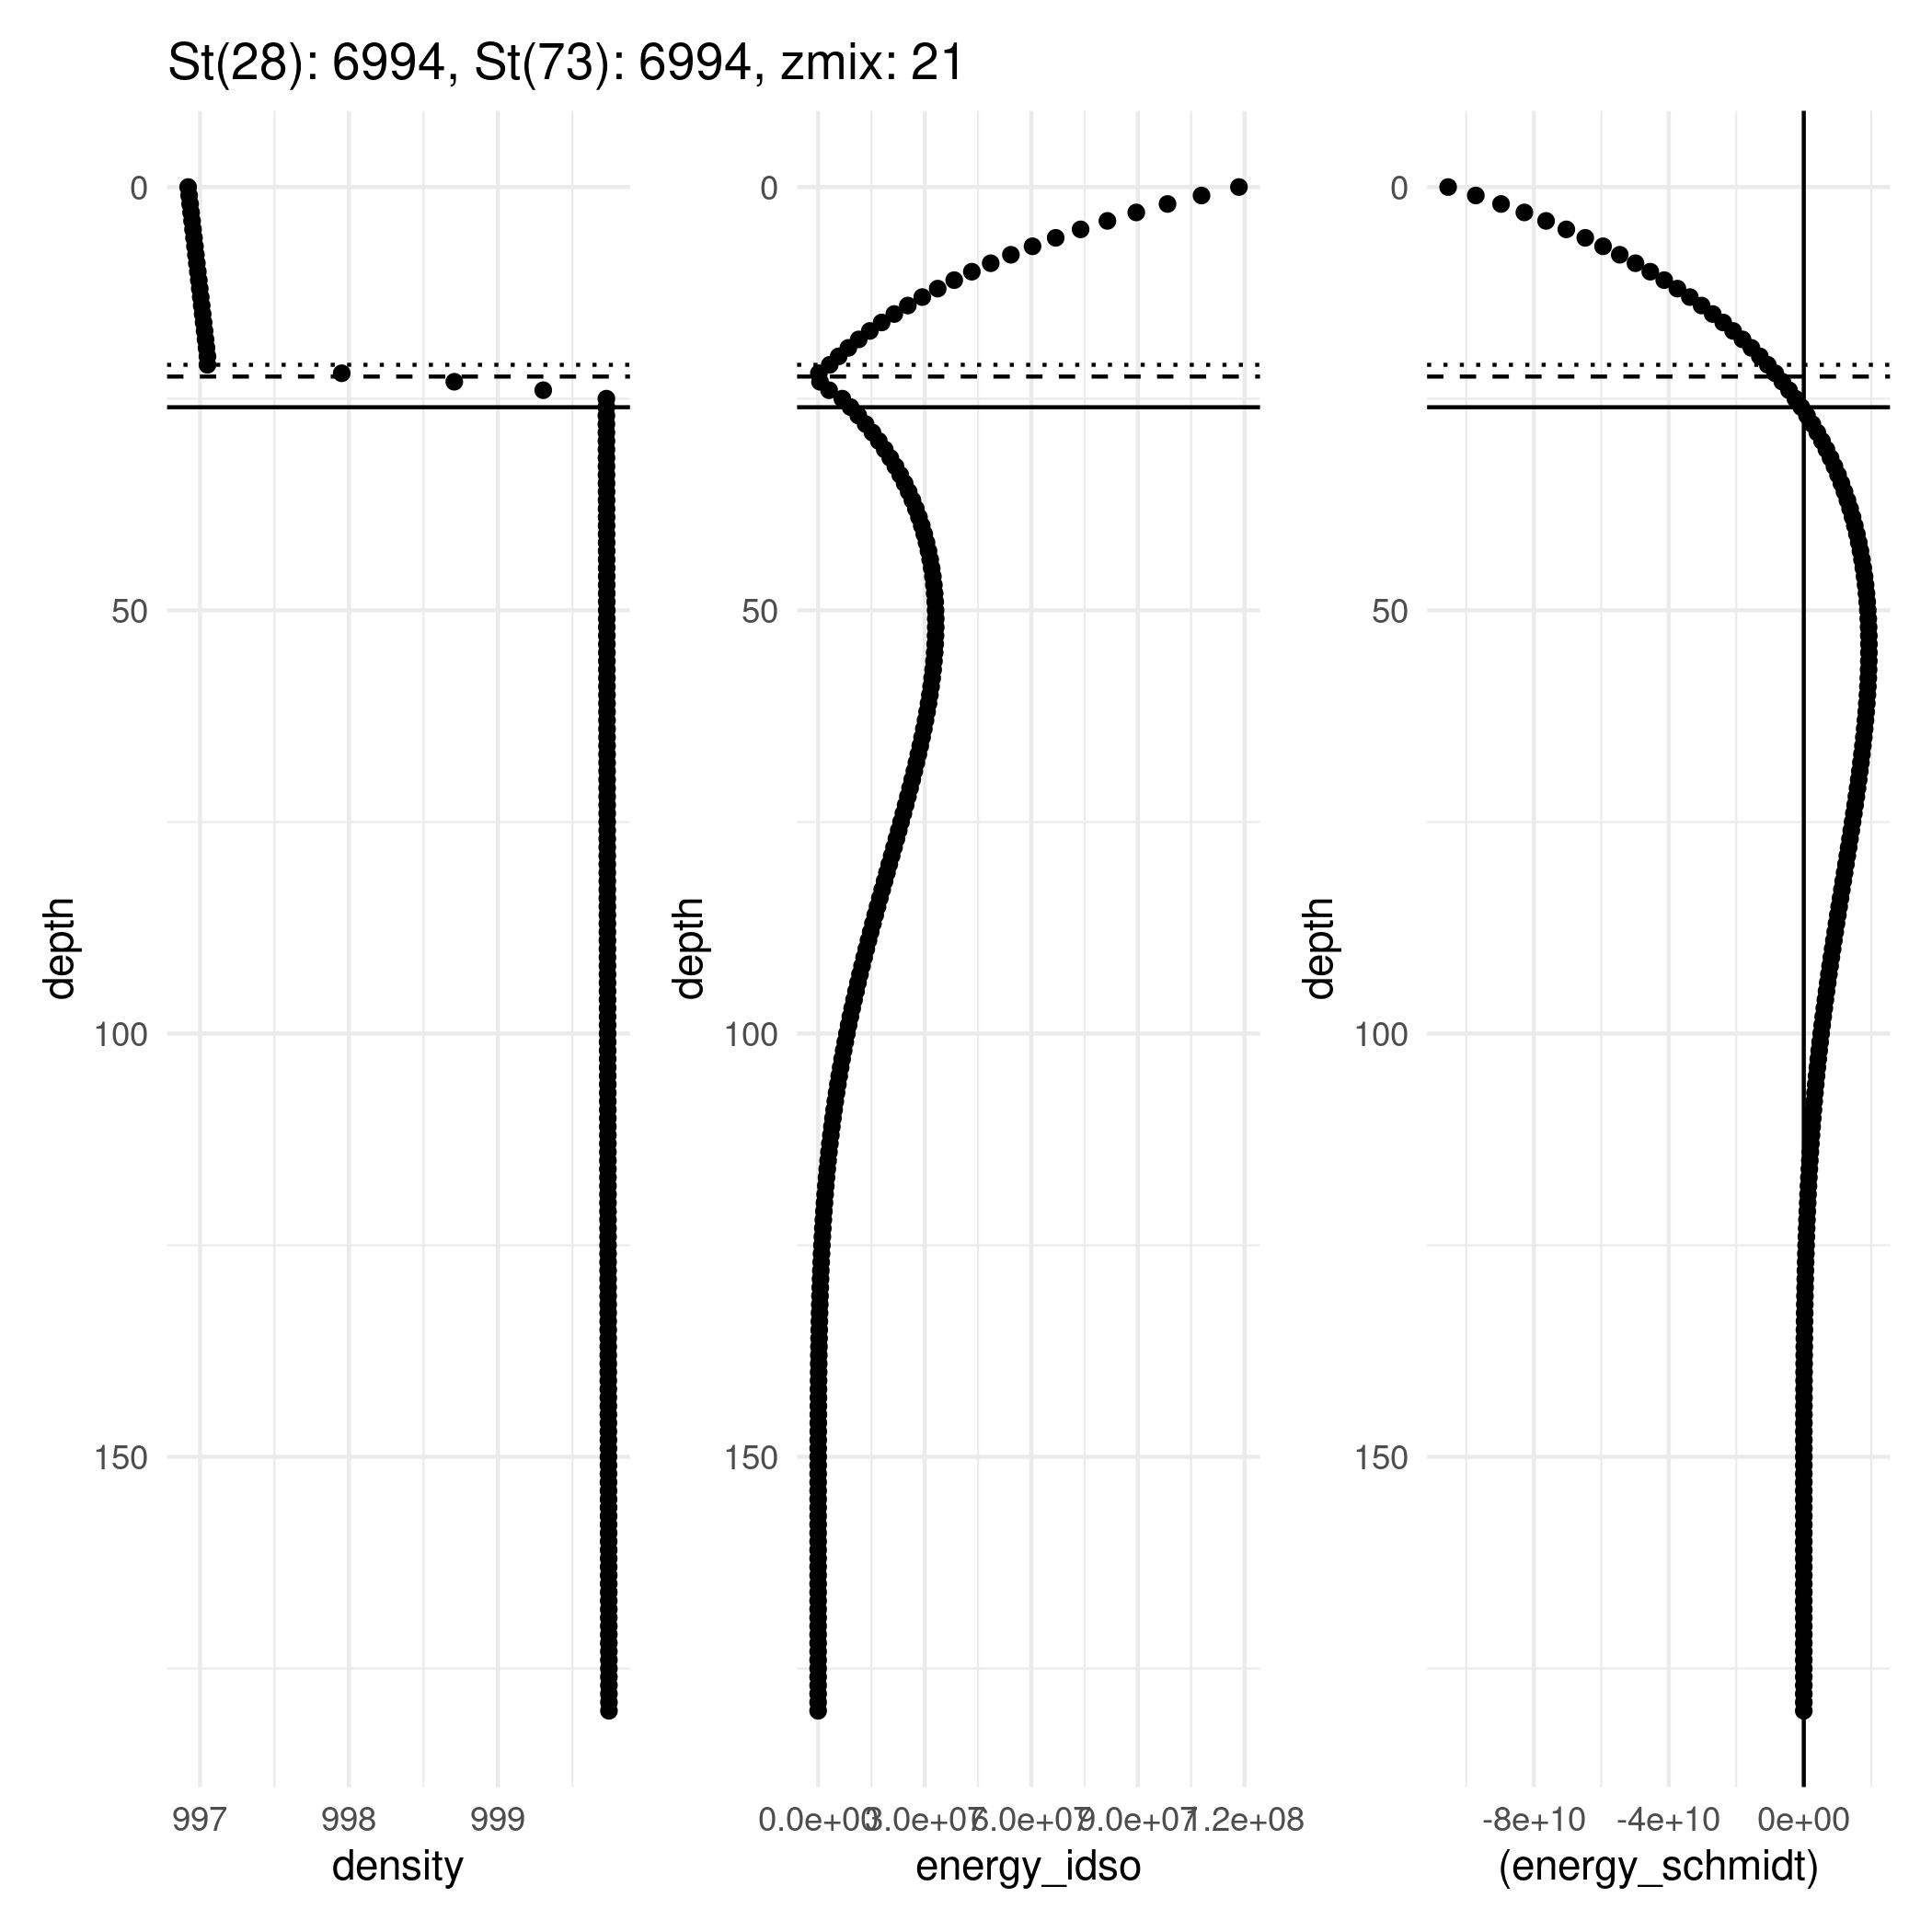 St(28): 6994, St(73): 6994, zmix: 21
0
50
100
150
depth
997 998 999
density
0
50
100
150
depth
0.0e+00 3.0e+07 6.0e+07 9.0e+07 1.2e+08
energy_idso
0
50
100
150
depth
-8e+10 -4e+10 0e+00
(energy_schmidt)